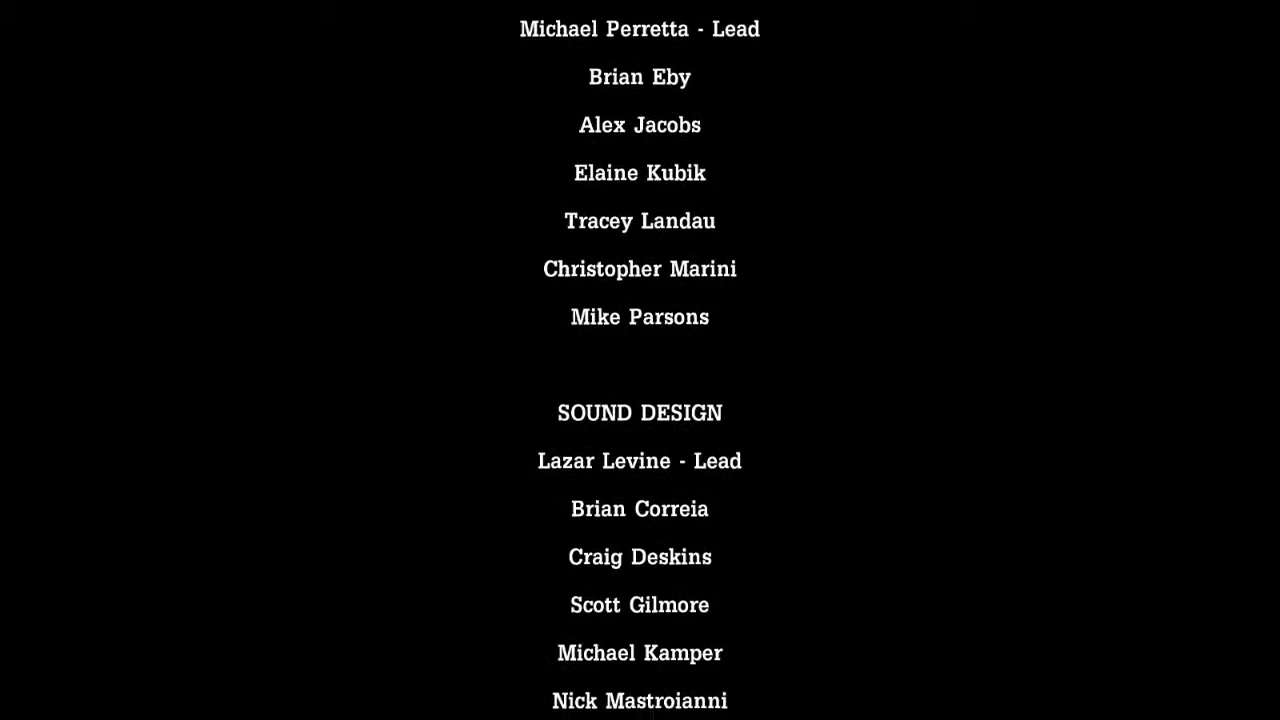 Michael Perretta - Lead
Brian Eby
Alex Jacobs
Elaine Kubik
Tracey Landau
Christopher Marini
Mike Parsons
SOUND DESIGN
Lazar Levine - Lead
Brian Correia
Craig Deskins
Scott Gilmore
Michael Kamper
Nick Mastroianni